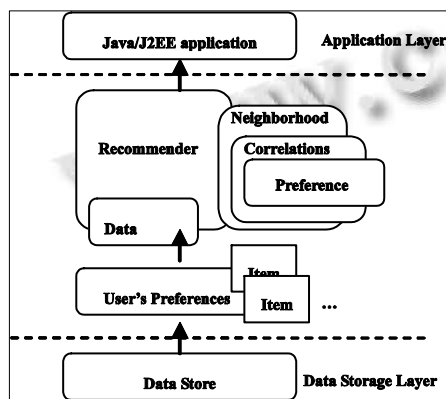 Java/J2EE application
Application Layer
Neighborhood
Recommender
Correlations
Preference
Data
Item
User's Preferences
Item
...
Data Store
Data Storage Layer